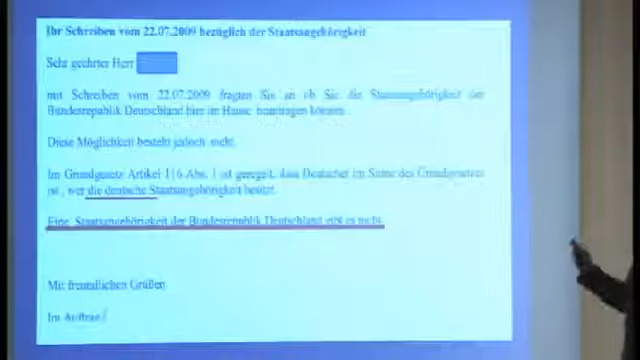 Ihr Schreiben vom 22.07.2009 bezüglich der Staatsangehörigkeit
Sehr geehrter Herr
mit Schreiben vom 22.07.2009 fragten Sie an ob Sie die Staatsangehörigkeit der
Bundesrepublik Deutschland hier im Hause beantragen können.
Diese Möglichkeit besteht jedoch nicht.
Im Grundgesetz Artikel 116 Abs. 1 ist geregelt, dass Deutscher im Sinne des Grundgesetzes
ist, wer die deutsche Staatsangehörigkeit besitzt.
Eine Staatsangehörigkeit der Bundesrepublik Deutschland gibt es nicht.
Mit freundlichen Grüßen
Im Auftrag